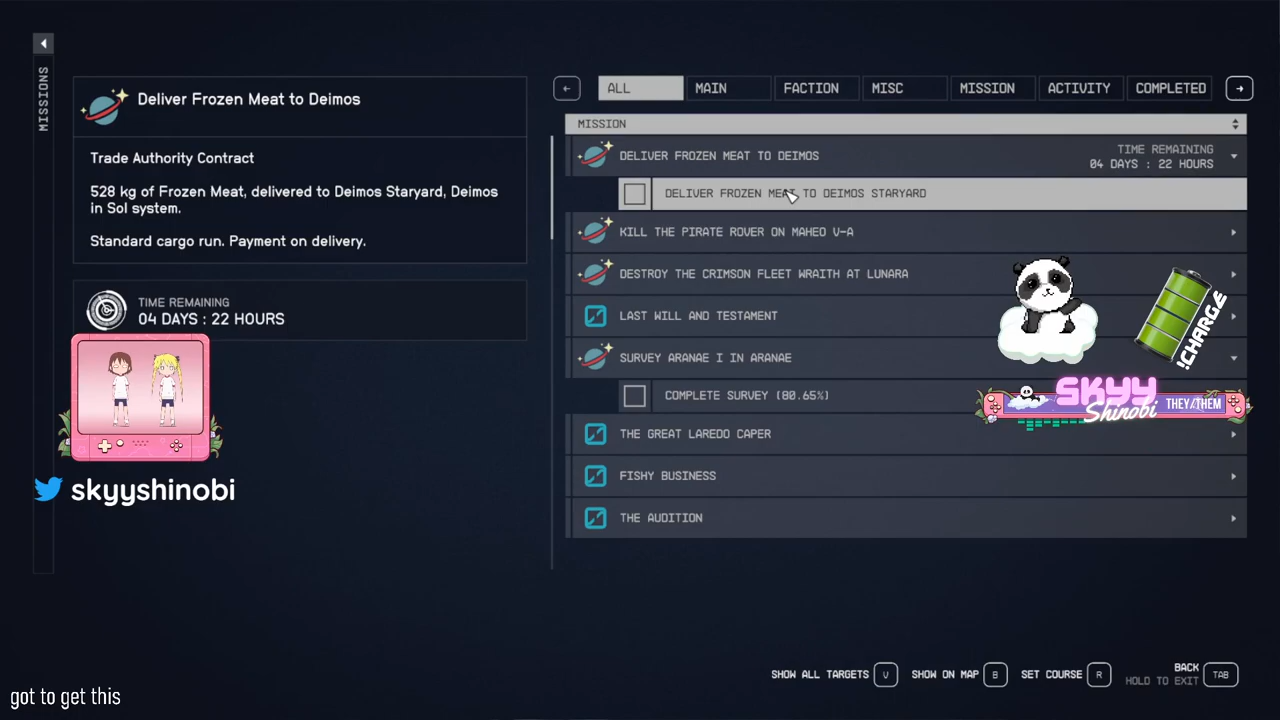 MISSIONS
Deliver Frozen Meat to Deimos
Trade Authority Contract
528 kg of Frozen Meat, delivered to Deimos Staryard, Deimos
in Sol system.
Standard cargo run. Payment on delivery.
TIME REMAINING
04 DAYS : 22 HOURS
skyyshinobi
ALL MAIN FACTION MISC MISSION ACTIVITY COMPLETED
MISSION
DELIVER FROZEN MEAT TO DEIMOS
TIME REMAINING
04 DAYS : 22 HOURS
DELIVER FROZEN MEAT TO DEIMOS STARYARD
KILL THE PIRATE ROVER ON MAHEO V-A
DESTROY THE CRIMSON FLEET WRAITH AT LUNARA
LAST WILL AND TESTAMENT
SURVEY ARANAE I IN ARANAE
COMPLETE SURVEY (80.65%)
THE GREAT LAREDO CAPER
FISHY BUSINESS
THE AUDITION
!CHARGE
SKYY
Shinobi
THEY/THEM
SHOW ALL TARGETS V SHOW ON MAP B SET COURSE R BACK
HOLD TO EXIT TAB
got to get this